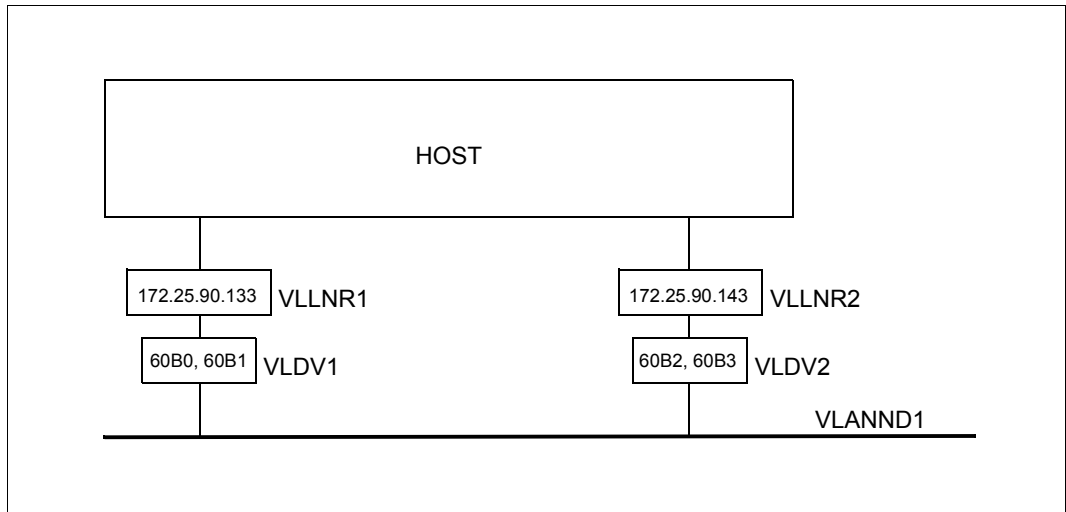 HOST
172.25.90.133 VLLNR1
172.25.90.143 VLLNR2
60B0, 60B1 VLDV1
60B2, 60B3 VLDV2
VLANND1